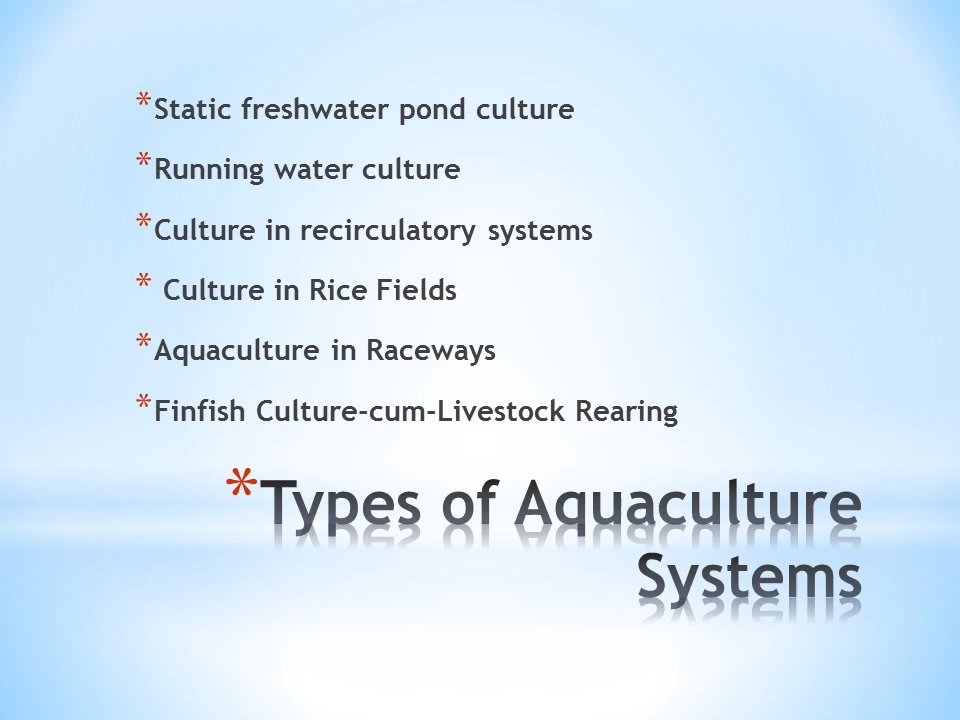 * Static freshwater pond culture
* Running water culture
* Culture in recirculatory systems
* Culture in Rice Fields
* Aquaculture in Raceways
* Finfish Culture-cum-Livestock Rearing
* Types of Aquaculture
Systems